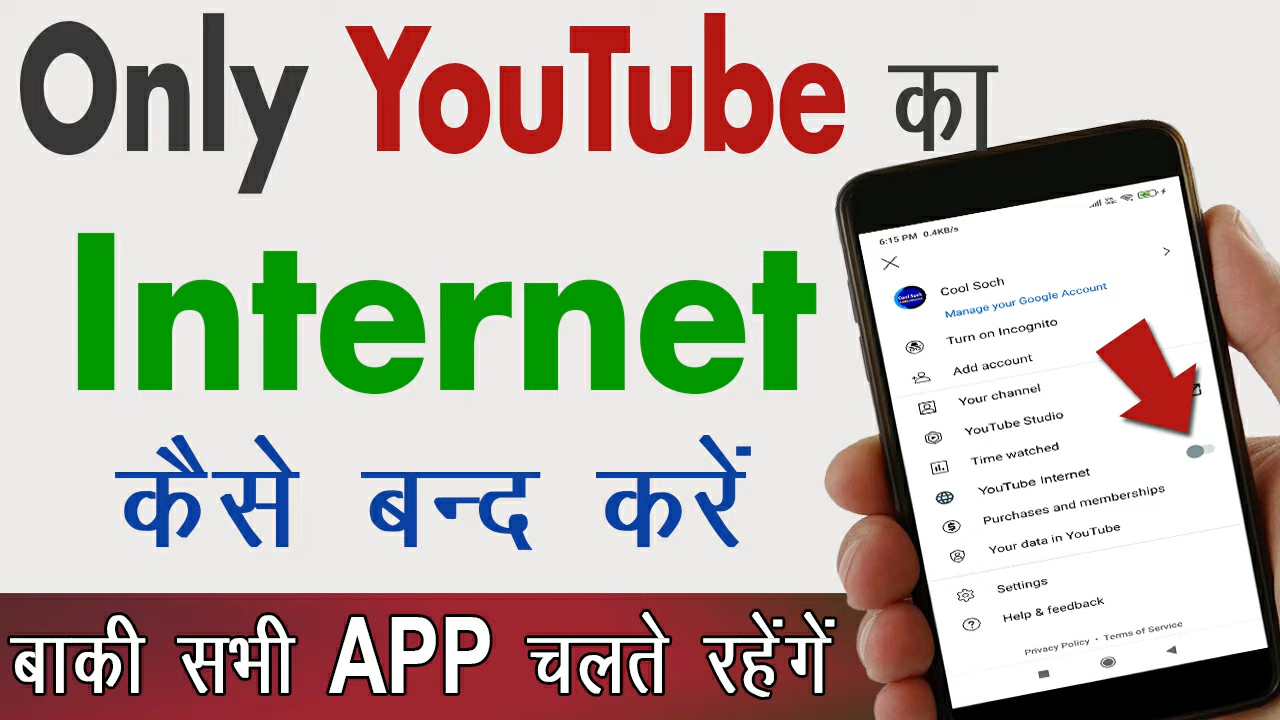 Only YouTube का
Internet
कैसे बन्द करें
बाकी सभी APP चलते रहेंगें
6:15 PM 0.4KB/s
Cool Soch
Manage your Google Account
Turn on Incognito
Add account
Your channel
YouTube Studio
Time watched
YouTube Internet
Purchases and memberships
Your data in YouTube
Settings
Help & feedback
Privacy Policy • Terms of Service